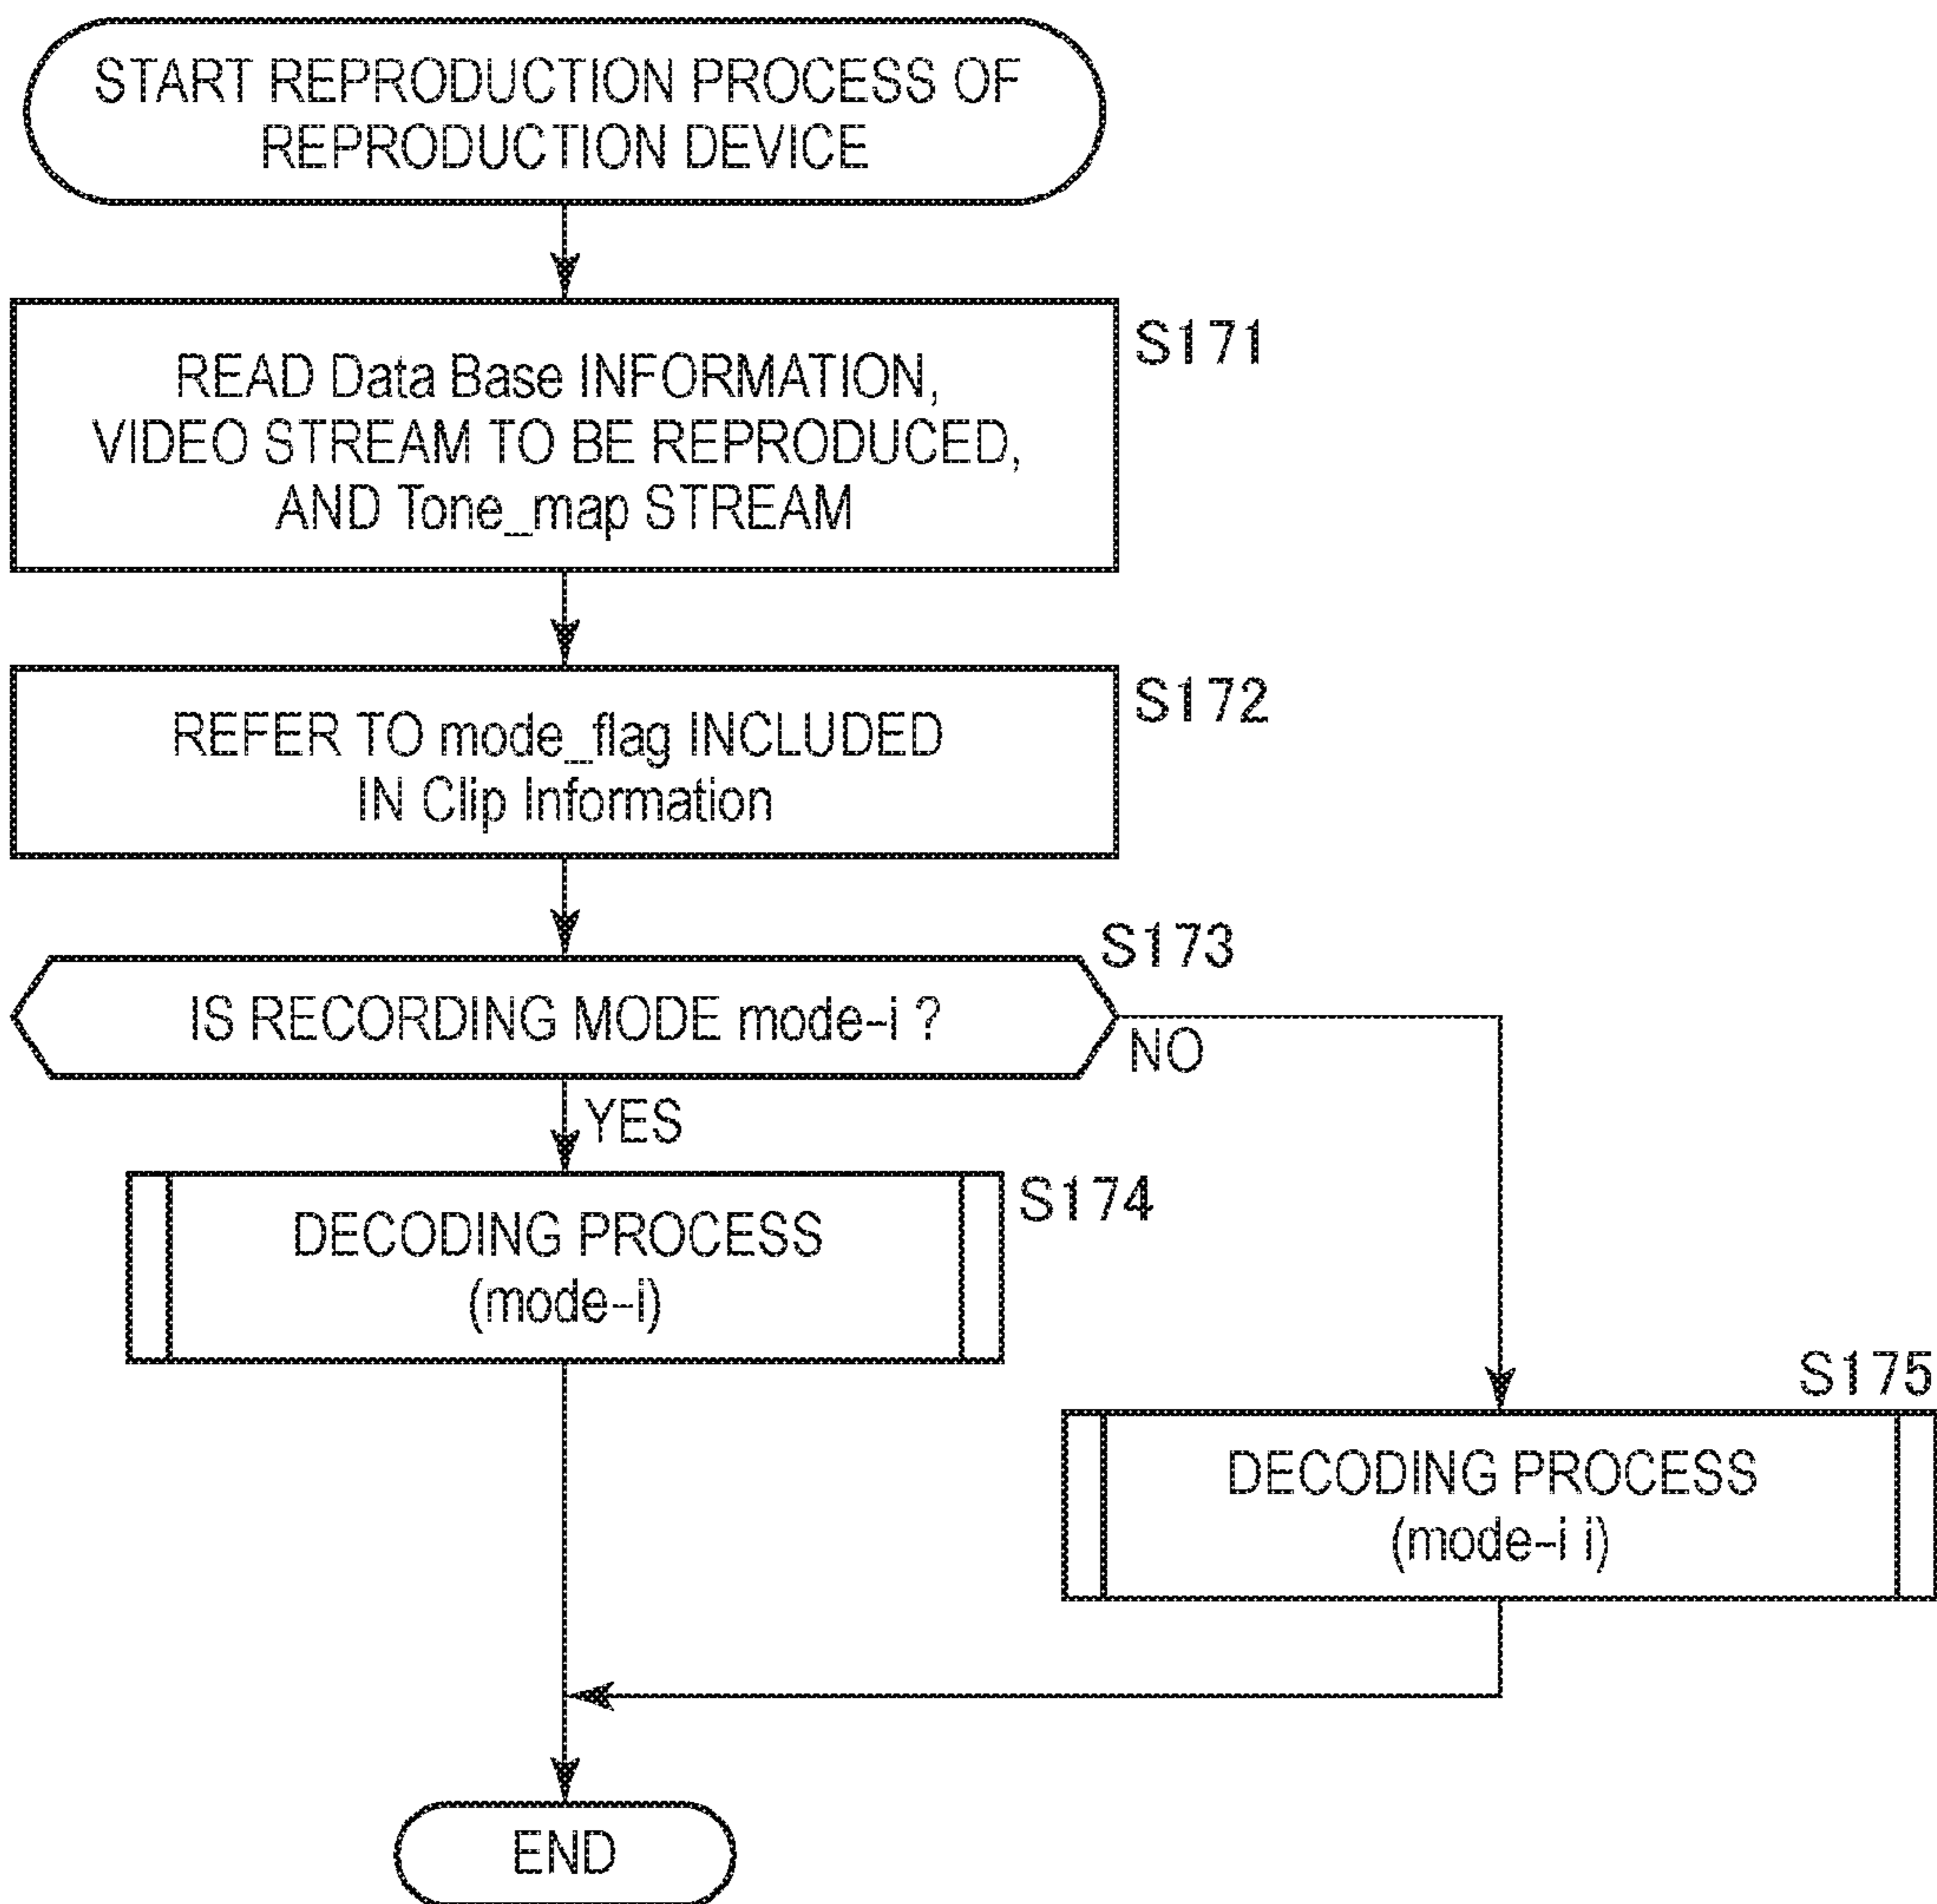 START REPRODUCTION PROCESS OF
REPRODUCTION DEVICE
S171
READ Data Base INFORMATION,
VIDEO STREAM TO BE REPRODUCED,
AND Tone_map STREAM
S172
REFER TO mode_flag INCLUDED
IN Clip Information
S173
IS RECORDING MODE mode-i ?
NO
YES
S174
DECODING PROCESS
(mode-i)
S175
DECODING PROCESS
(mode-i i)
END